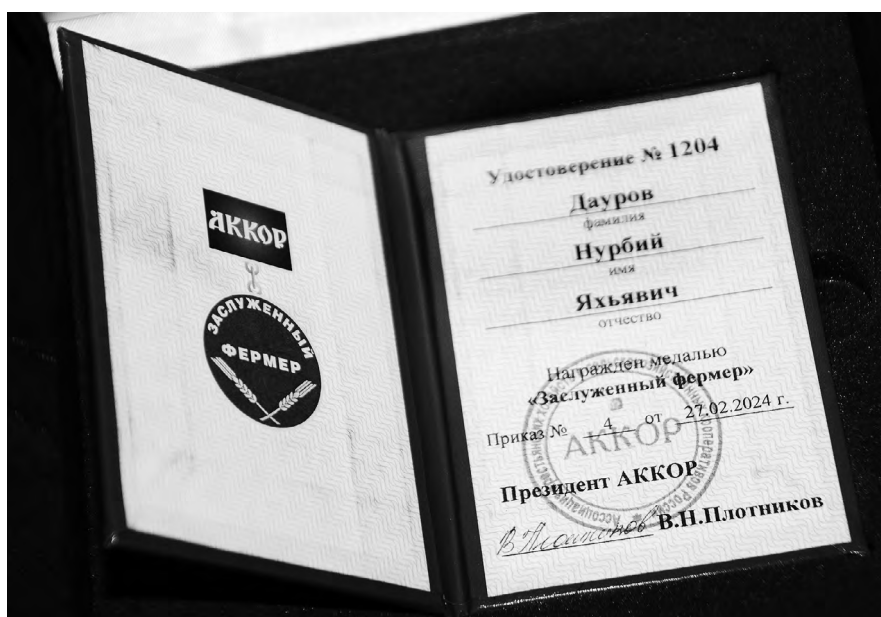 АККОР
ЗАСЛУЖЕННЫЙ
ФЕРМЕР
Удостоверение № 1204
Дауров
фамилия
Нурбий
имя
Яхьявич
отчество
Награжден медалью
«Заслуженный фермер»
Приказ № 4 от 27.02.2024 г.
АККОР
Президент АККОР
В.Плотников В.Н.Плотников